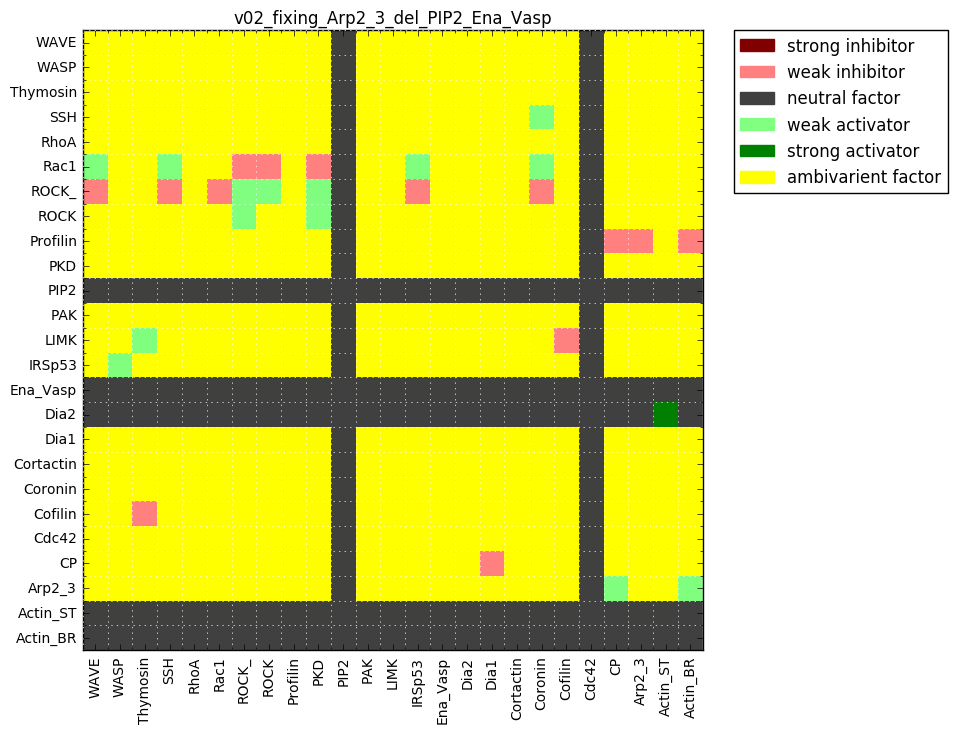 v02_fixing_Arp2_3_del_PIP2_Ena_Vasp
WAVE
WASP
Thymosin
SSH
RhoA
Rac1
ROCK_
ROCK
Profilin
PKD
PIP2
PAK
LIMK
IRSp53
Ena_Vasp
Dia2
Dia1
Cortactin
Coronin
Cofilin
Cdc42
CP
Arp2_3
Actin_ST
Actin_BR
WAVE
WASP
Thymosin
SSH
RhoA
Rac1
ROCK_
ROCK
Profilin
PKD
PIP2
PAK
LIMK
IRSp53
Ena_Vasp
Dia2
Dia1
Cortactin
Coronin
Cofilin
Cdc42
CP
Arp2_3
Actin_ST
Actin_BR
strong inhibitor
weak inhibitor
neutral factor
weak activator
strong activator
ambivarient factor